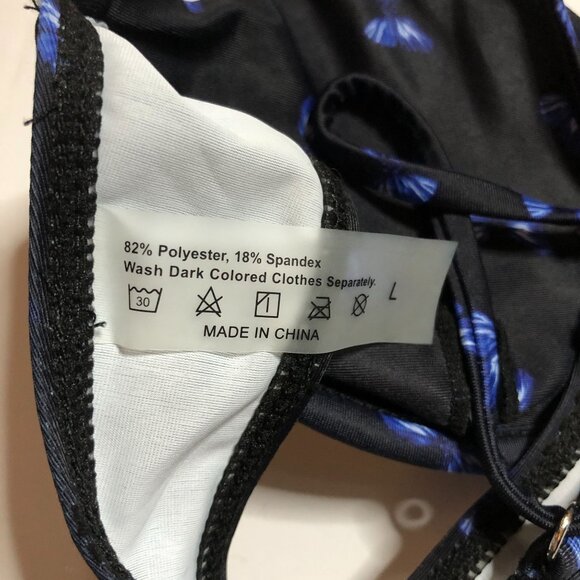 82% Polyester, 18% Spandex
Wash Dark Colored Clothes Separately.
30 L
MADE IN CHINA